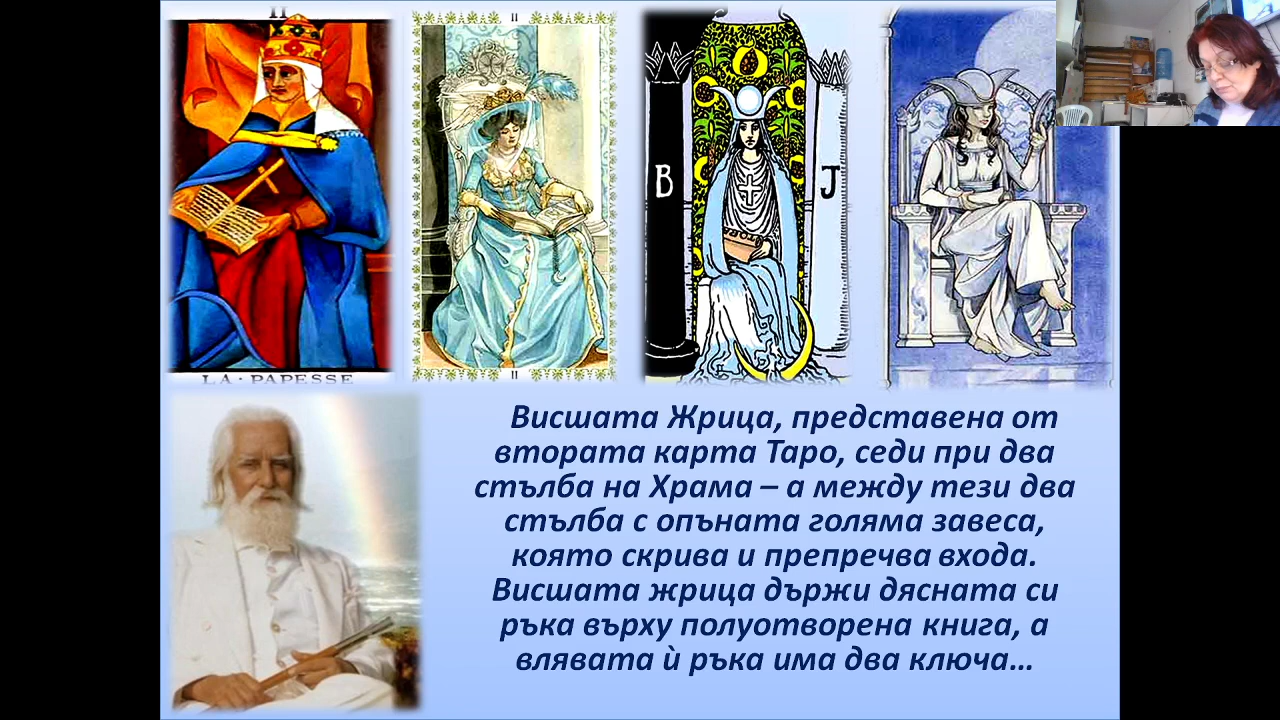 II
II
B
J
LA·PAPESSE
II
Висшата Жрица, представена от
втората карта Таро, седи при два
стълба на Храма – а между тези два
стълба с опъната голяма завеса,
която скрива и препречва входа.
Висшата жрица държи дясната си
ръка върху полуотворена книга, а
влявата ѝ ръка има два ключа...